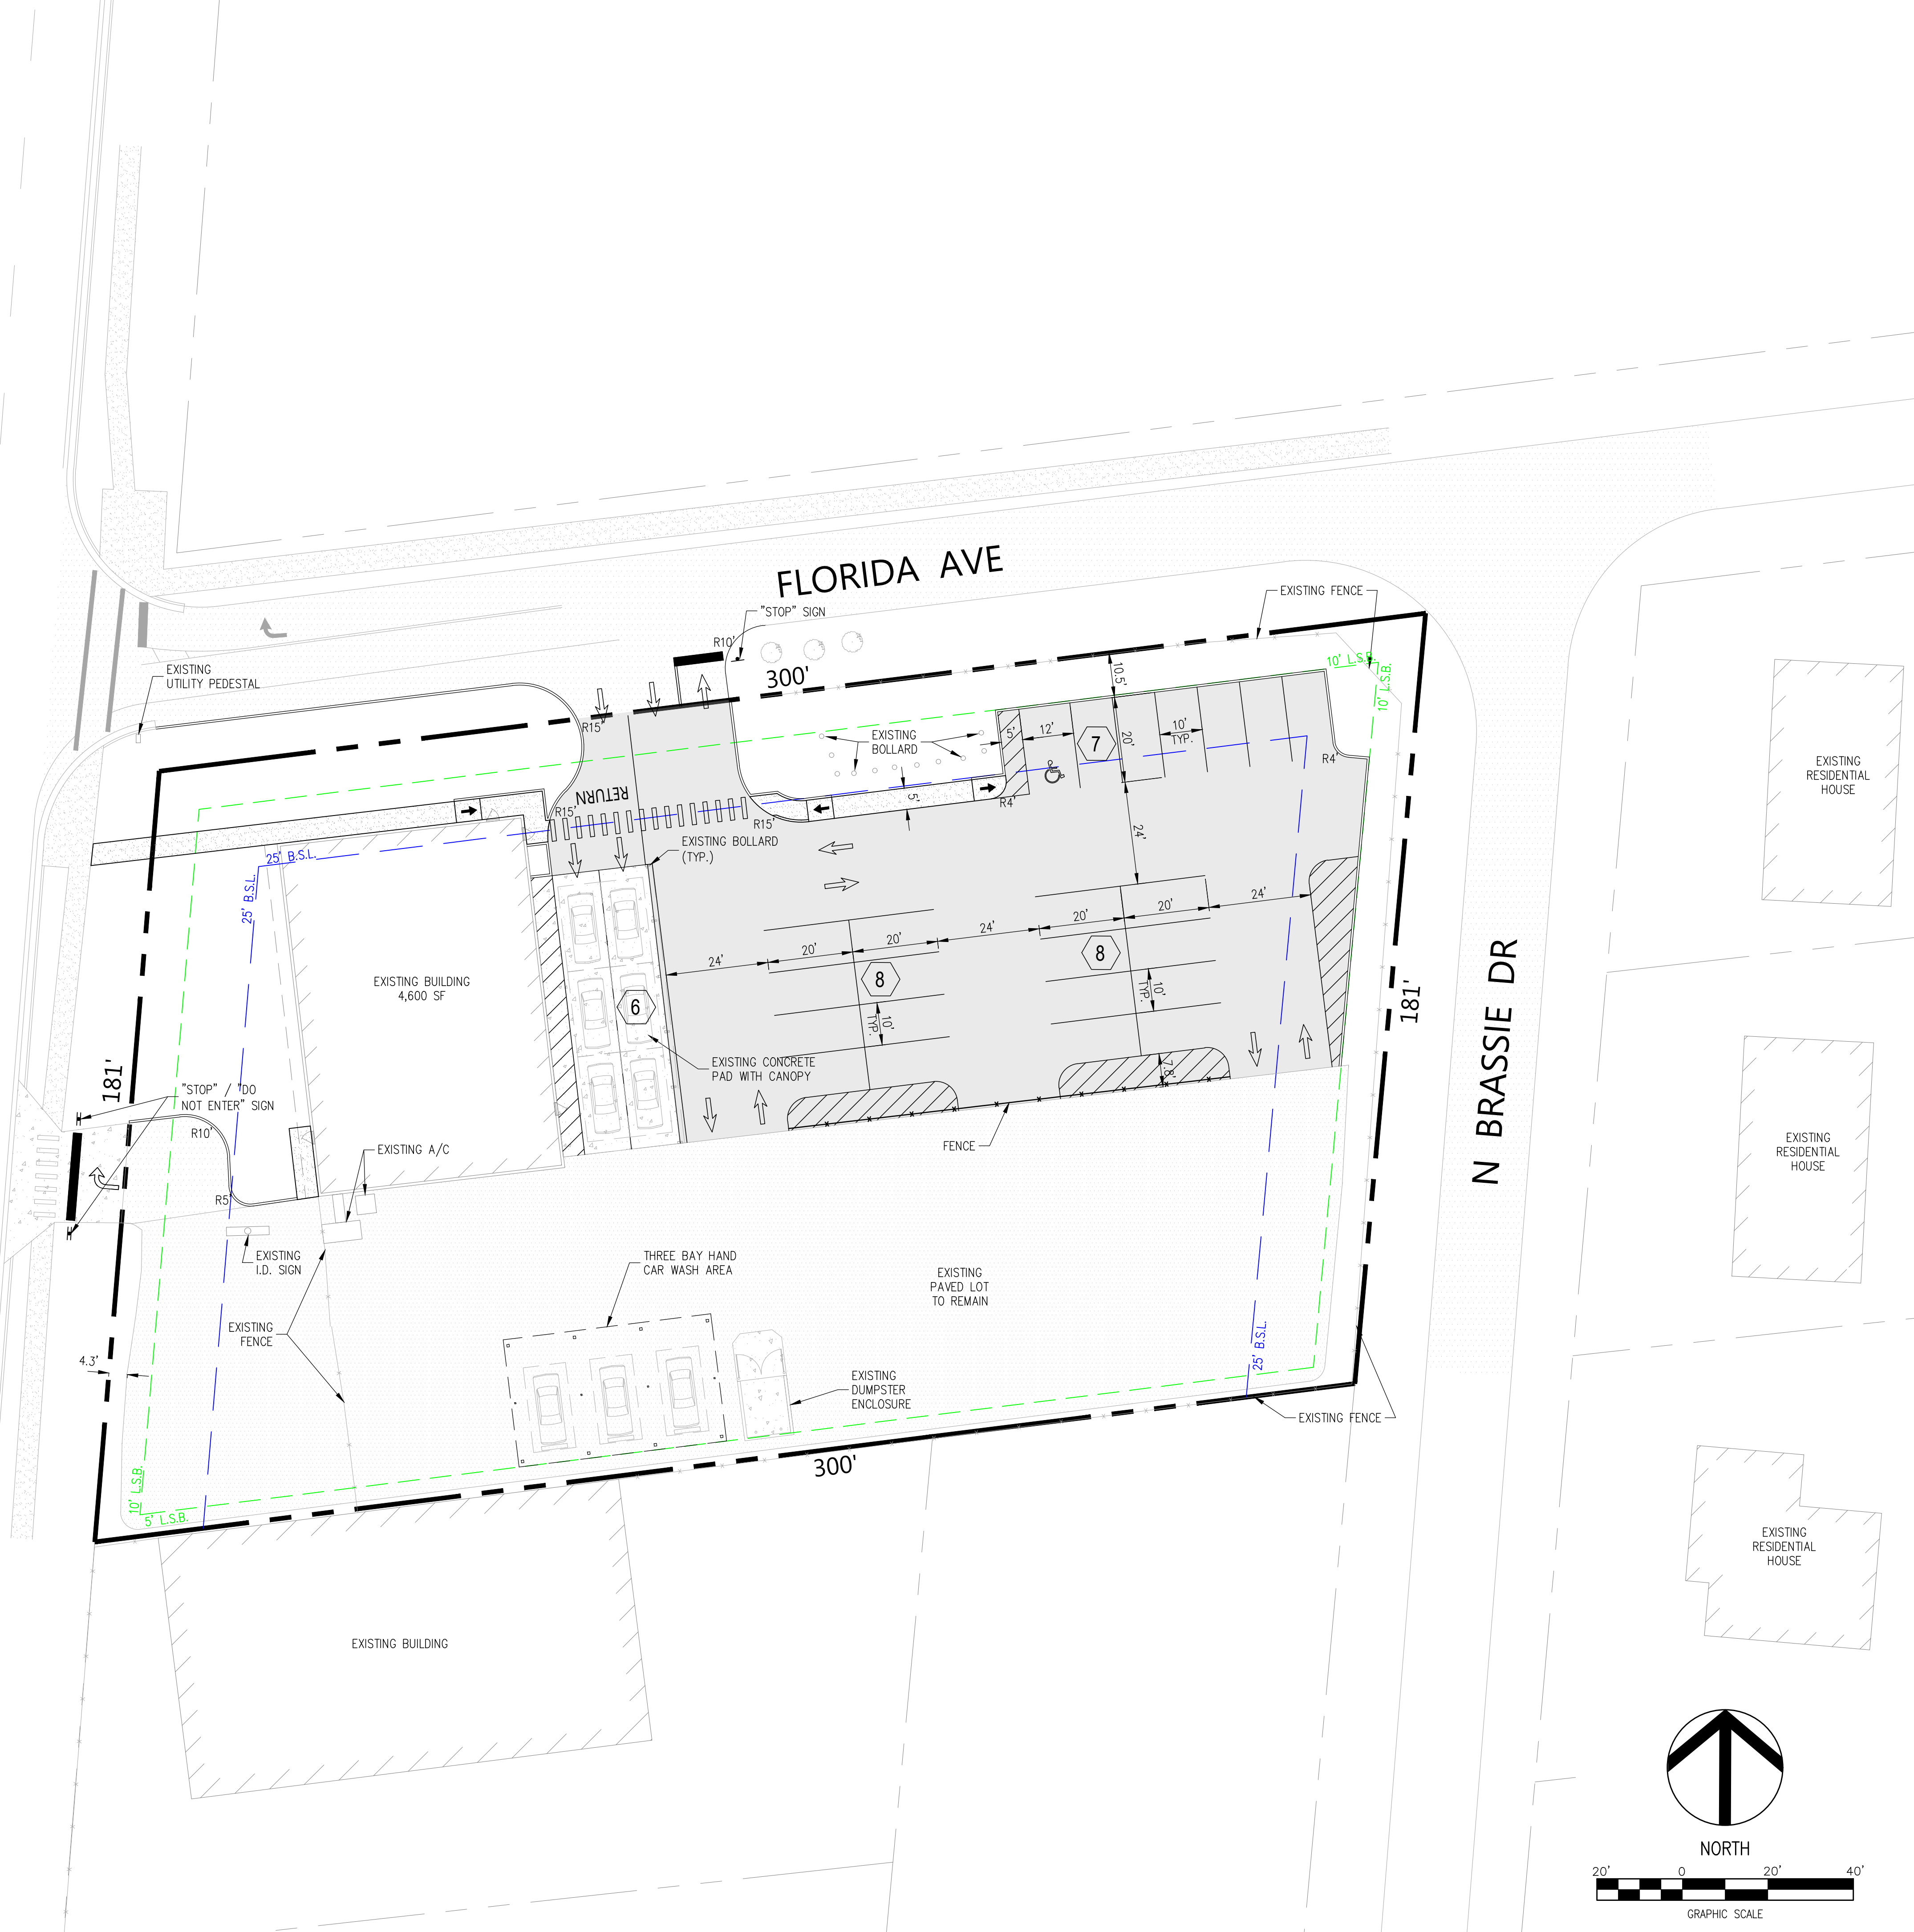 FLORIDA AVE
"STOP" SIGN
EXISTING FENCE
R10'
300'
EXISTING
UTILITY PEDESTAL
10' L.S.B.
10' L.S.B.
10.5'
R15'
EXISTING
BOLLARD
5'
12'
7
20'
10'
TYP.
R4'
EXISTING
RESIDENTIAL
HOUSE
RETURN
R15'
R15'
5'
R4'
24'
EXISTING BOLLARD
(TYP.)
25' B.S.L.
25' B.S.L.
24'
20'
20'
24'
20'
20'
24'
EXISTING BUILDING
4,600 SF
6
8
8
10'
TYP.
10'
TYP.
181'
N BRASSIE DR
EXISTING CONCRETE
PAD WITH CANOPY
7.8'
181'
"STOP" / "DO
NOT ENTER" SIGN
R10'
EXISTING A/C
FENCE
EXISTING
RESIDENTIAL
HOUSE
R5'
EXISTING
I.D. SIGN
THREE BAY HAND
CAR WASH AREA
EXISTING
PAVED LOT
TO REMAIN
EXISTING
FENCE
25' B.S.L.
4.3'
EXISTING
DUMPSTER
ENCLOSURE
EXISTING FENCE
10' L.S.B.
5' L.S.B.
300'
EXISTING
RESIDENTIAL
HOUSE
EXISTING BUILDING
NORTH
20' 0 20' 40'
GRAPHIC SCALE